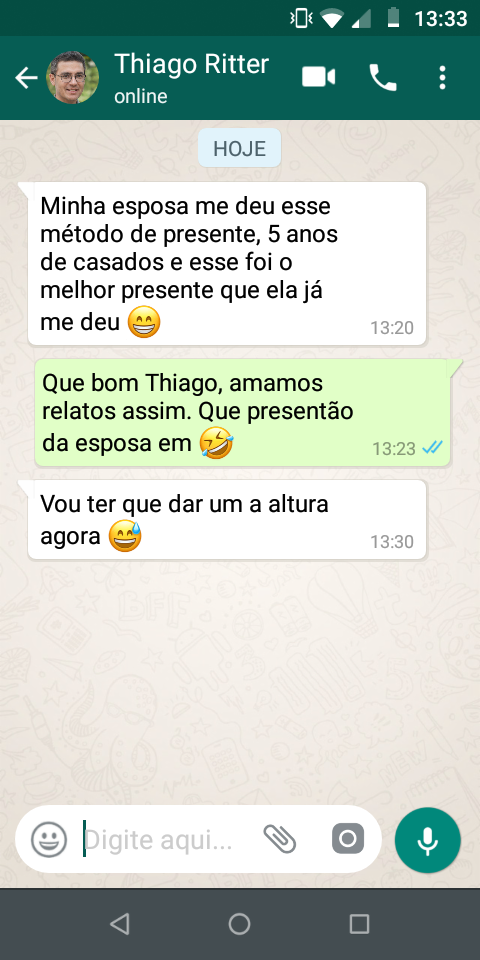 13:33
Thiago Ritter
online
HOJE
Minha esposa me deu esse
método de presente, 5 anos
de casados e esse foi o
melhor presente que ela já
me deu 😁
13:20
Que bom Thiago, amamos
relatos assim. Que presentão
da esposa em 🤣
13:23
Vou ter que dar um a altura
agora 😅
13:30
Digite aqui...